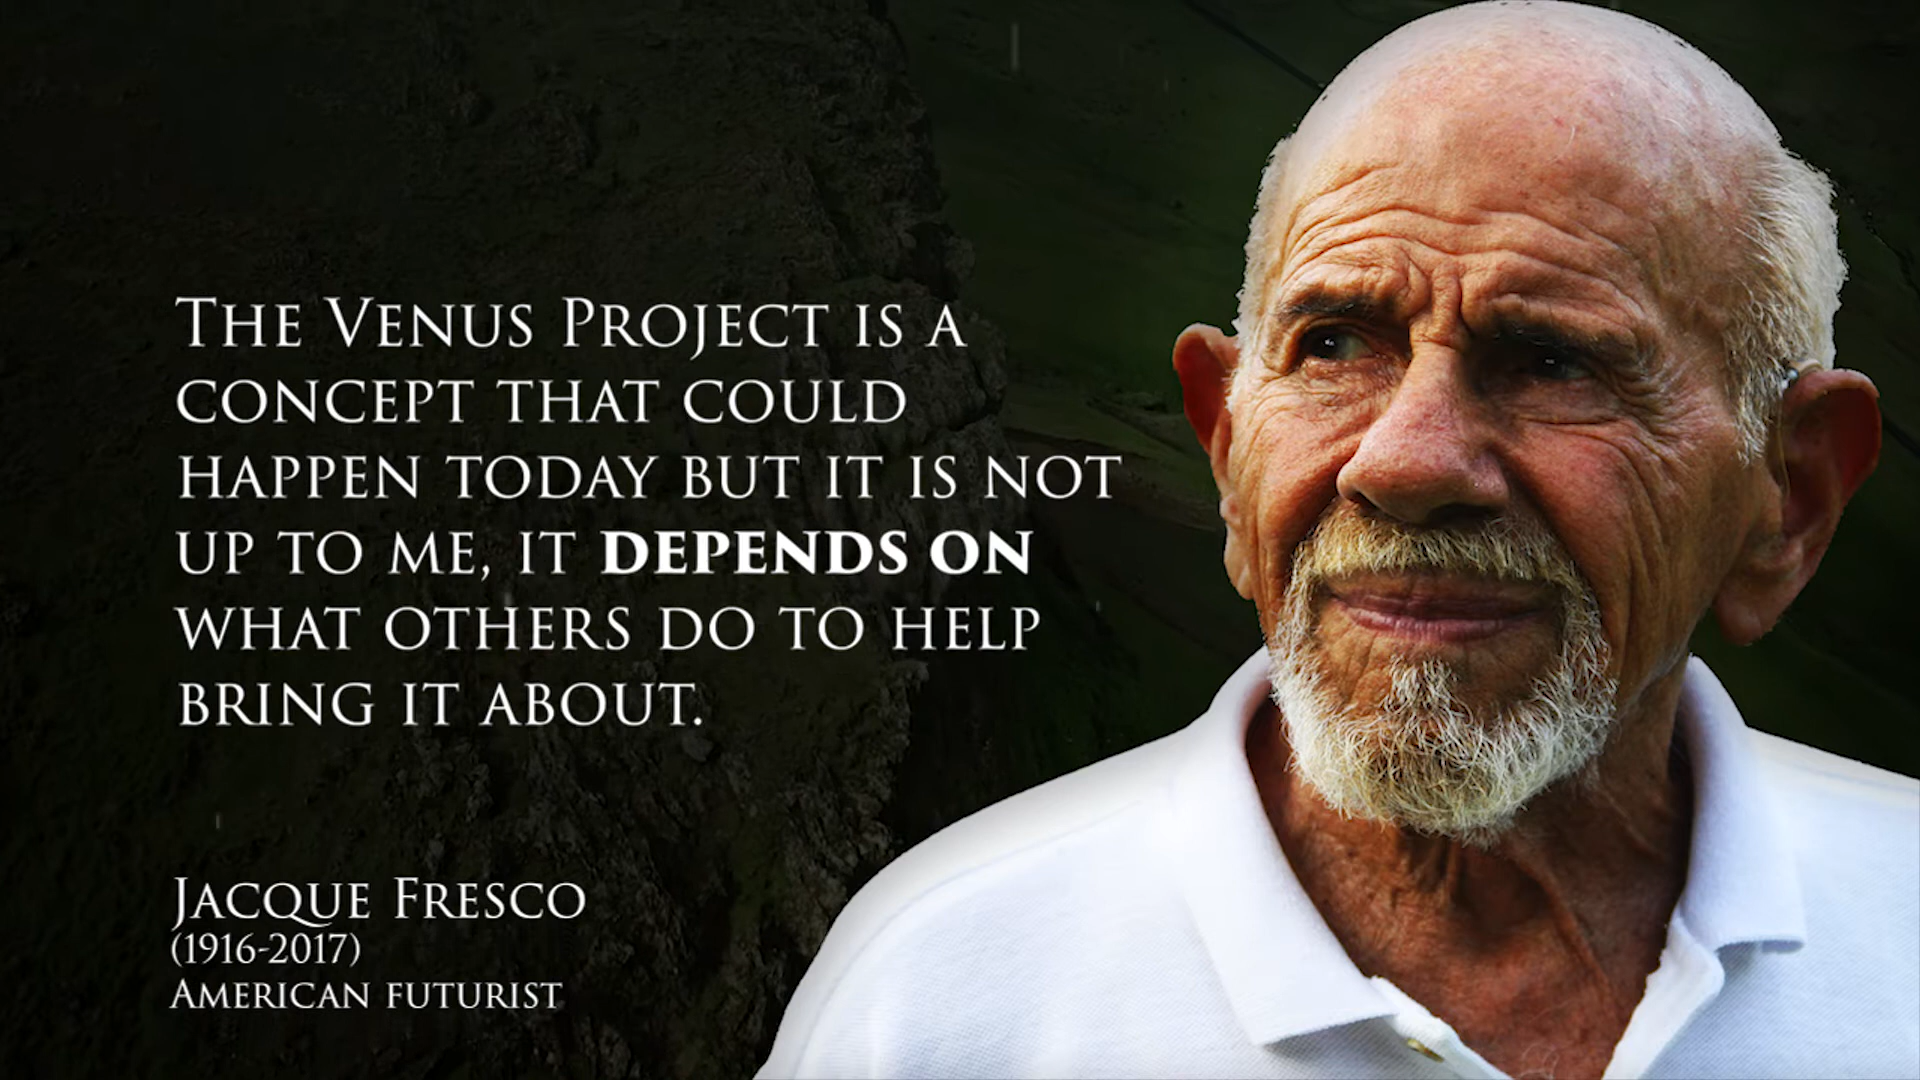 The Venus Project is a
concept that could
happen today but it is not
up to me, it depends on
what others do to help
bring it about.
Jacque Fresco
(1916-2017)
American futurist